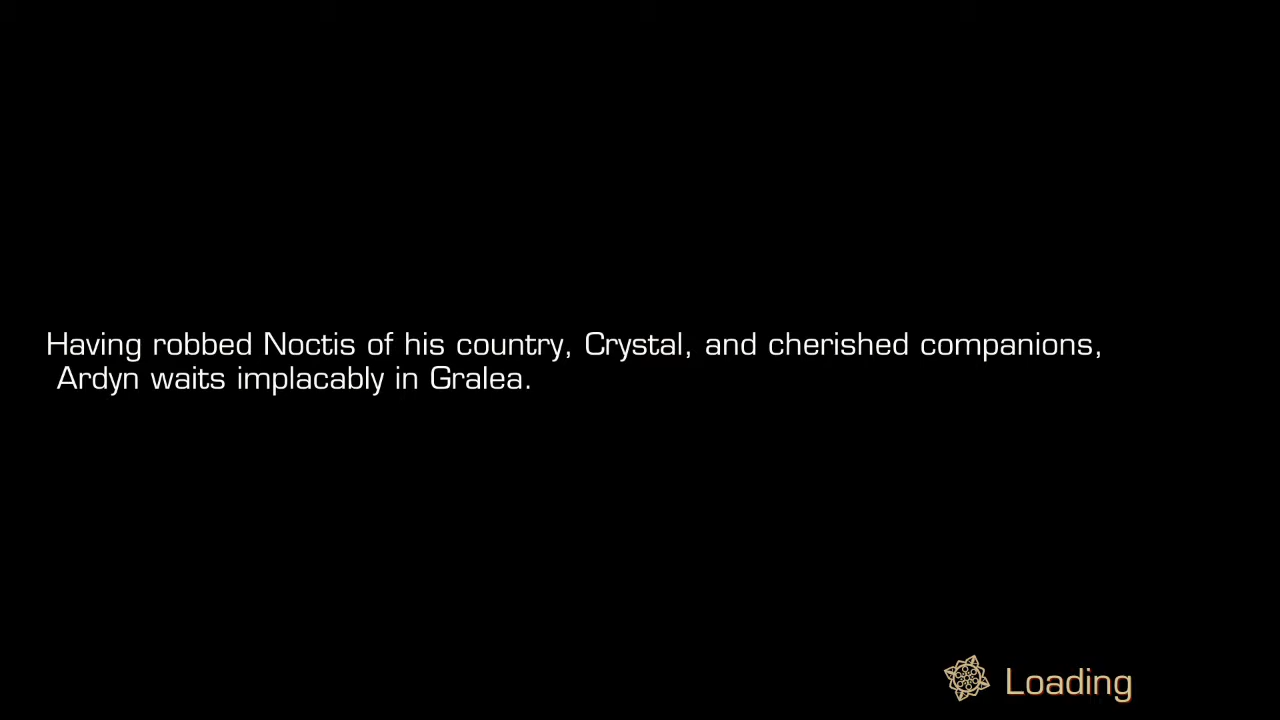 Having robbed Noctis of his country, Crystal, and cherished companions,
Ardyn waits implacably in Gralea.
Loading